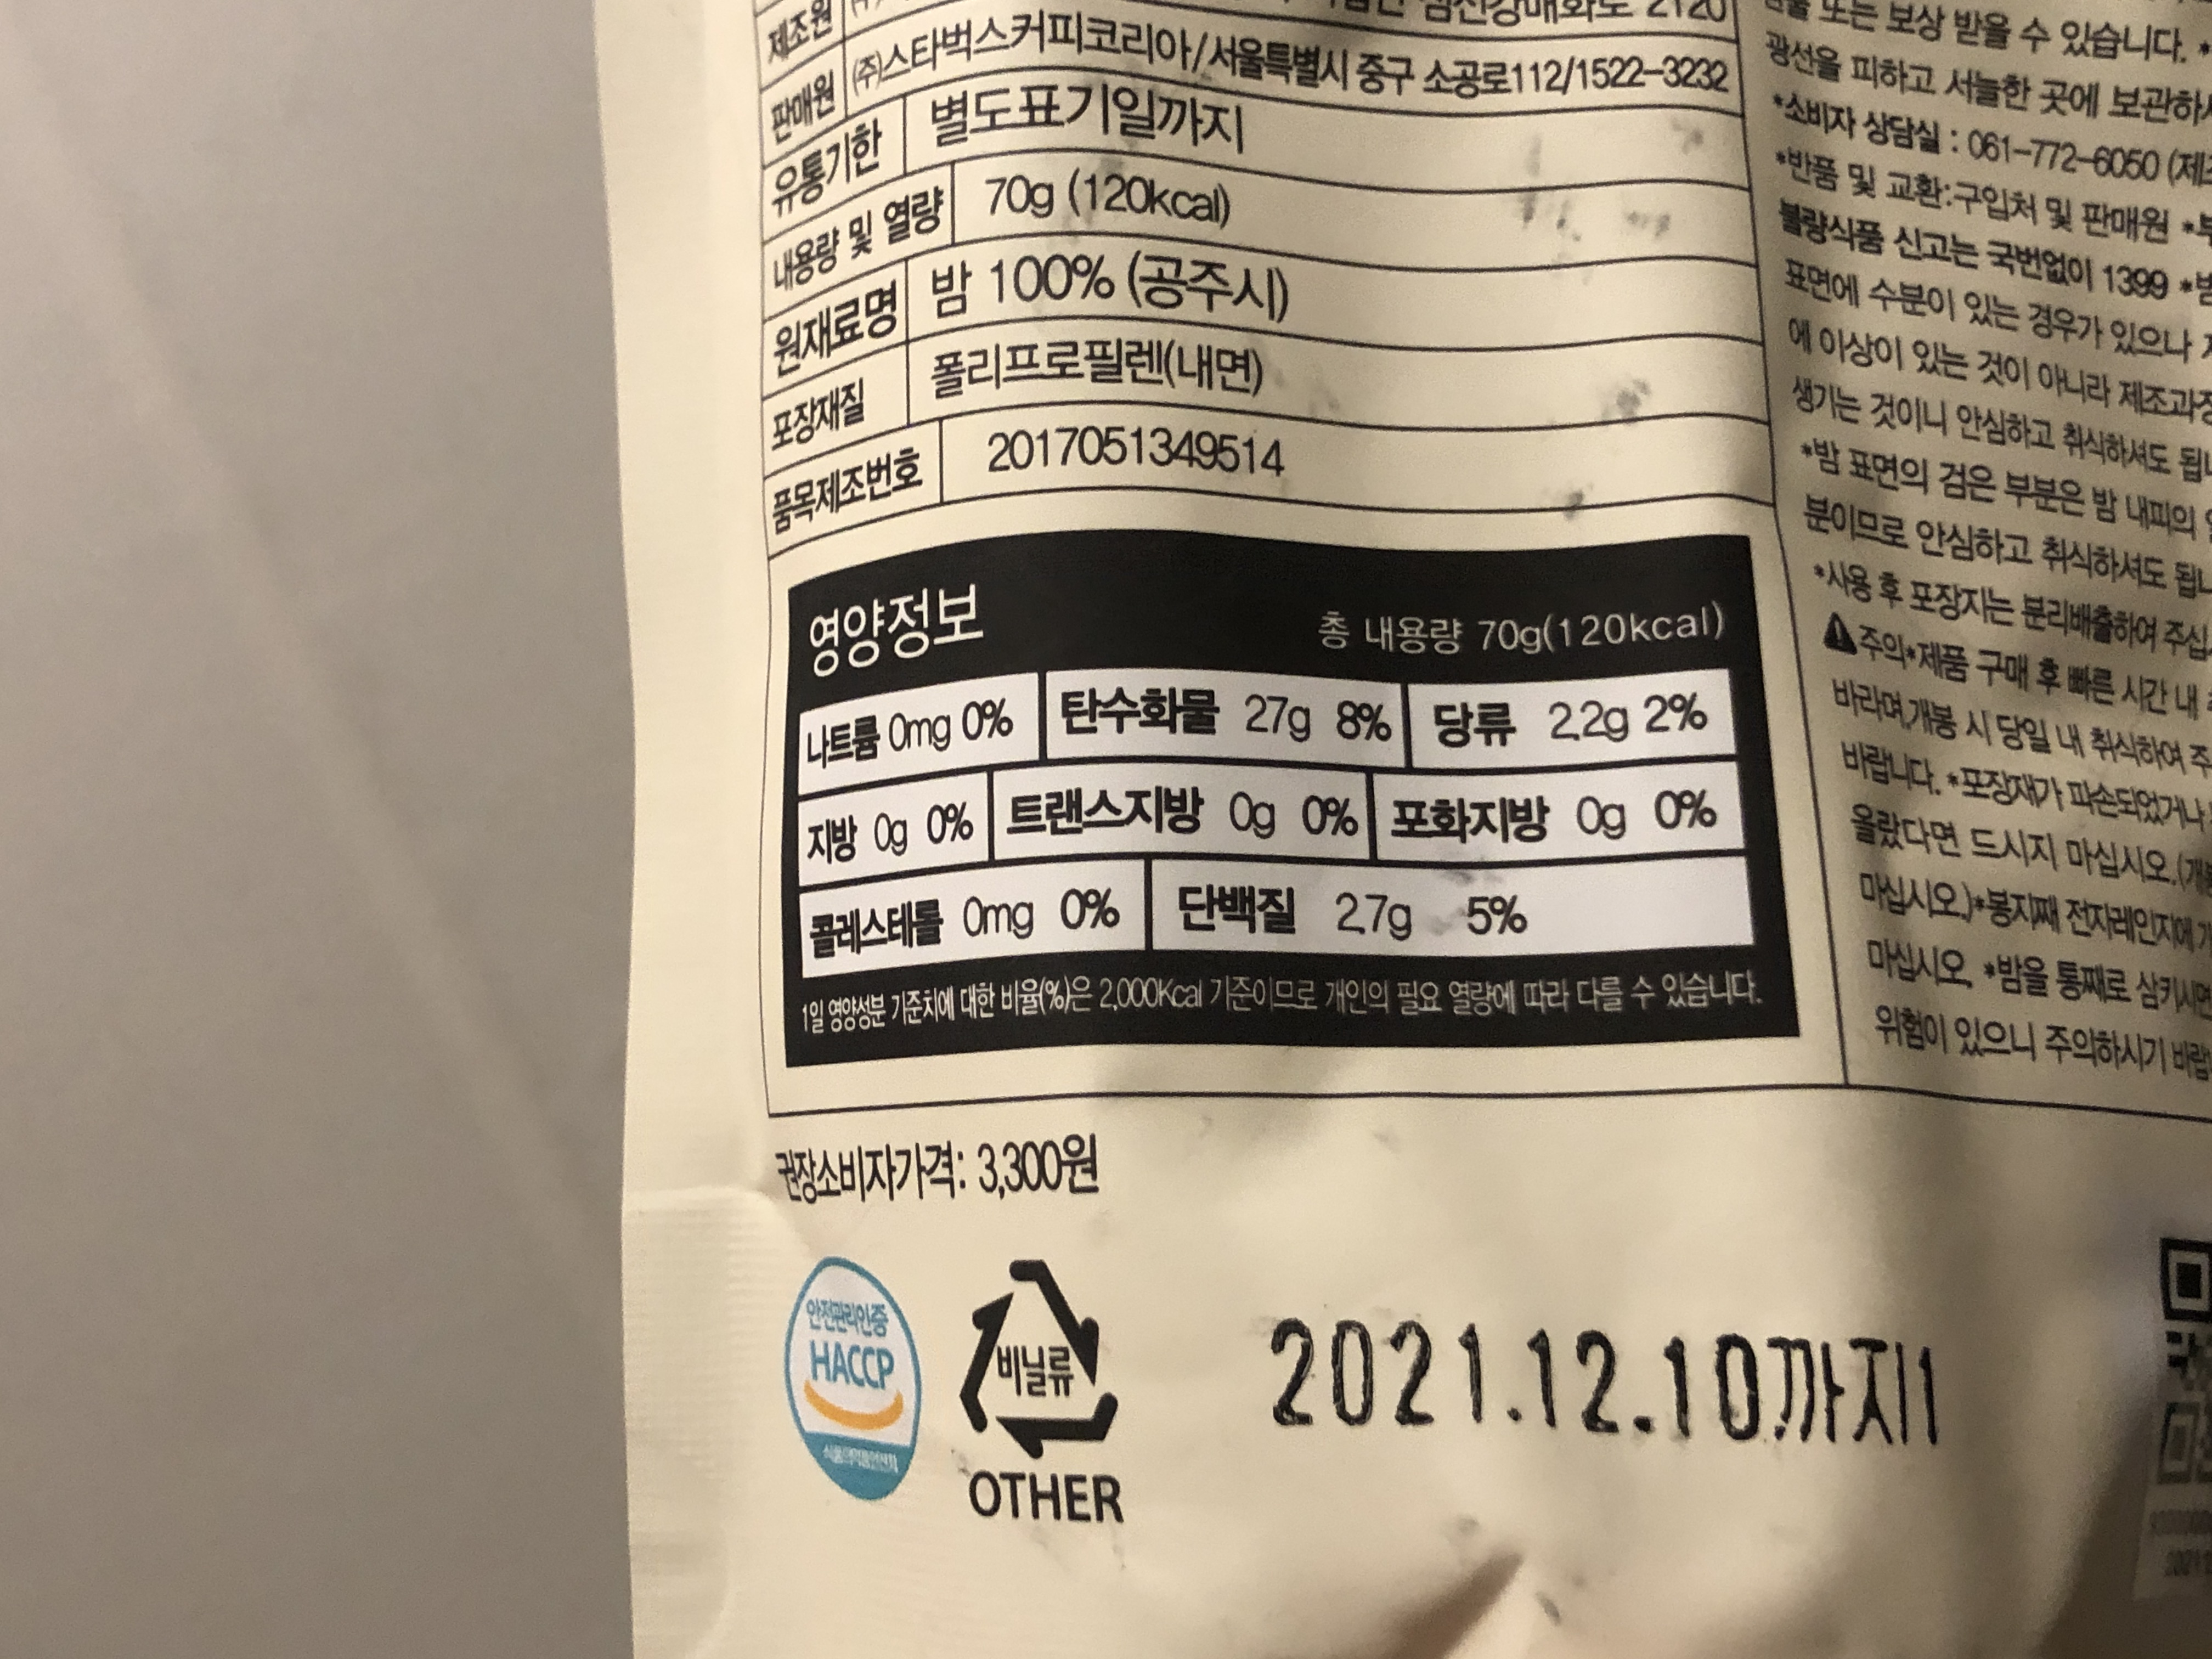 제조원
섬진강매화로 2120
판매원 (주)스타벅스커피코리아/서울특별시 중구 소공로112/1522-3232
유통기한 별도표기일까지
내용량 및 열량 70g (120kcal)
원재료명 밤 100% (공주시)
포장재질 폴리프로필렌(내면)
품목제조번호 2017051349514
영양정보 총 내용량 70g(120kcal)
나트륨 0mg 0% 탄수화물 27g 8% 당류 2.2g 2%
지방 0g 0% 트랜스지방 0g 0% 포화지방 0g 0%
콜레스테롤 0mg 0% 단백질 2.7g 5%
1일 영양성분 기준치에 대한 비율(%)은 2,000Kcal 기준이므로 개인의 필요 열량에 따라 다를 수 있습니다.
권장소비자가격: 3,300원
안전관리인증
HACCP
비닐류
OTHER
2021.12.10까지1
또는 보상 받을 수 있습니다. *
광선을 피하고 서늘한 곳에
*소비자 상담실 : 061-772-6050
*반품 및 교환:구입처 및 판매원
불량식품 신고는 국번없이 1399
표면에 수분이 있는 경우가 있으나
에 이상이 있는 것이 아니라
생기는 것이니 안심하고 취식하셔도
*밤 표면의 검은 부분은 밤 내피의
분이므로 안심하고 취식하셔도
*사용 후 포장지는 분리배출하여
주의*제품 구매 후 빠른 시간 내
바라며,개봉 시 당일 내 취식하여
바랍니다. *포장재가 파손되었거나
올랐다면 드시지 마십시오.
마십시오.)*봉지째 전자레인지에
마십시오. *밤을 통째로
위험이 있으니 주의하시기